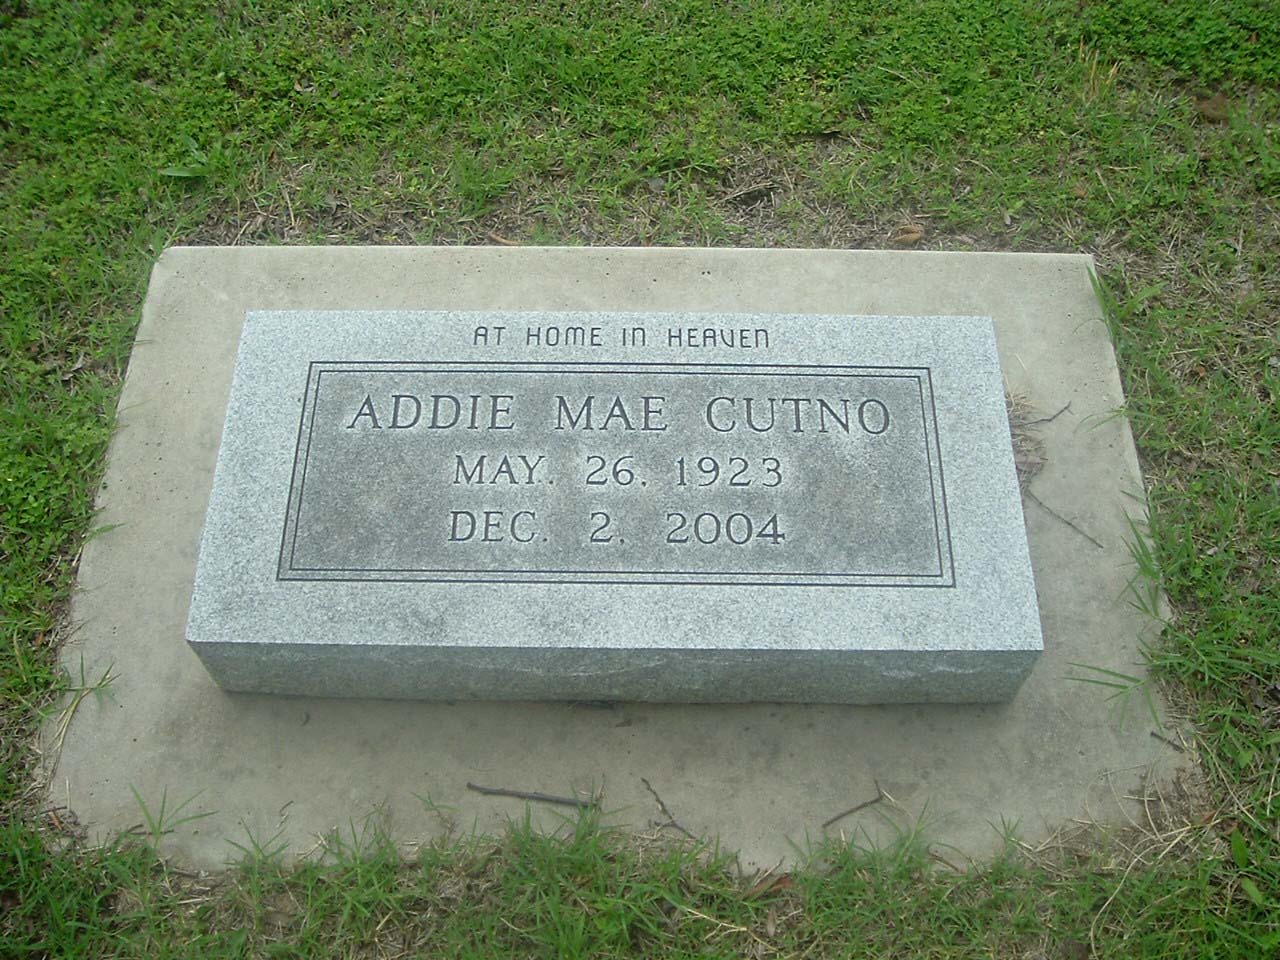 AT HOME IN HEAVEN
ADDIE MAE CUTNO
MAY. 26. 1923
DEC. 2. 2004